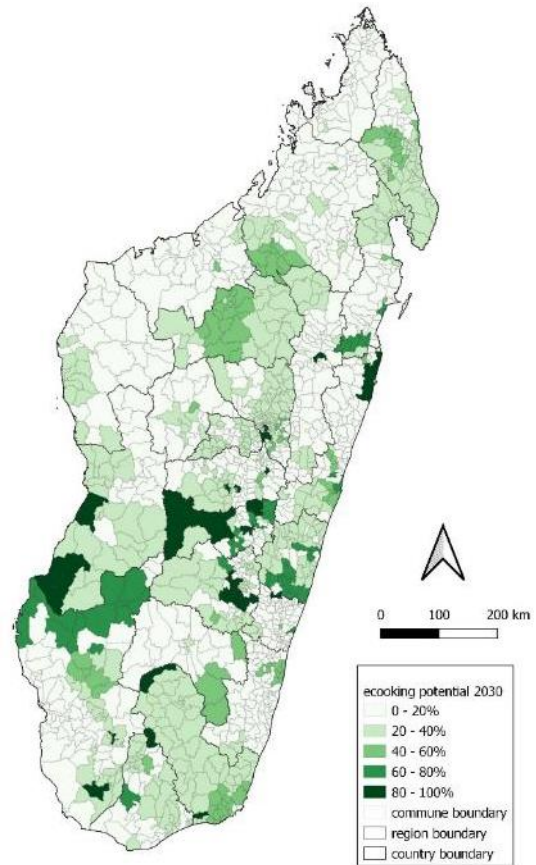 0 100 200 km
ecooking potential 2030
0 - 20%
20 - 40%
40 - 60%
60 - 80%
80 - 100%
commune boundary
region boundary
country boundary